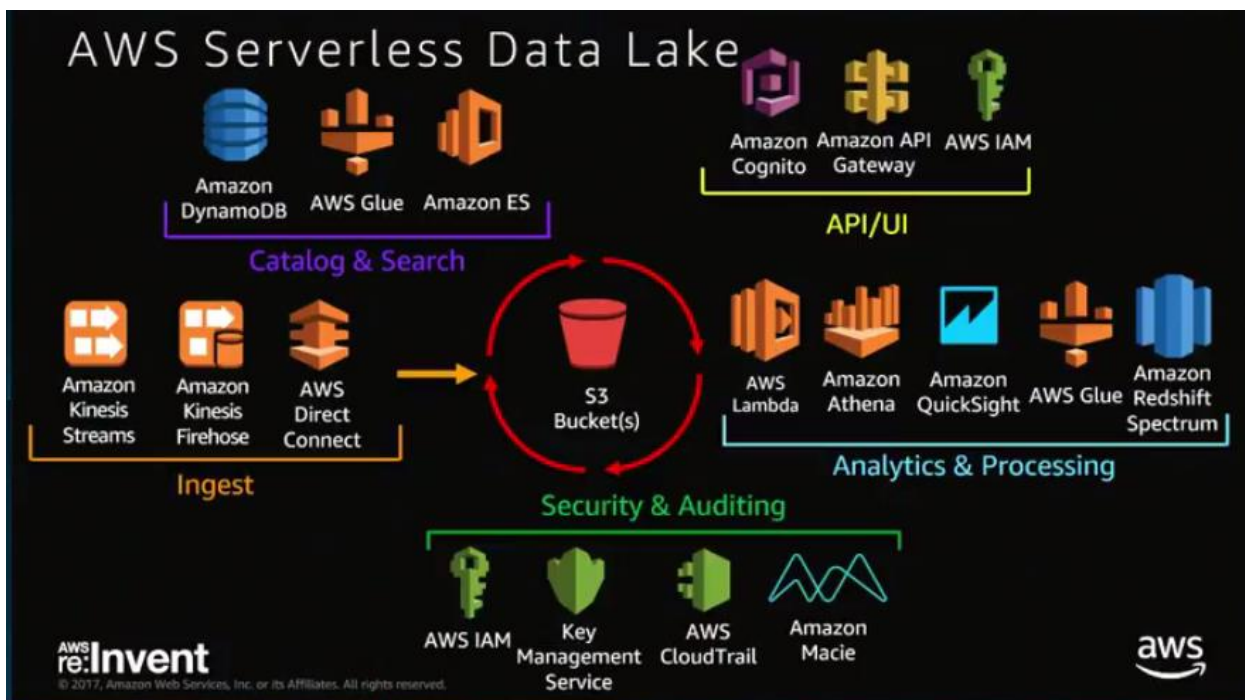 AWS Serverless Data Lake
Amazon
DynamoDB
AWS Glue
Amazon ES
Catalog & Search
Amazon
Cognito
Amazon API
Gateway
AWS IAM
API/UI
Amazon
Kinesis
Streams
Amazon
Kinesis
Firehose
AWS
Direct
Connect
Ingest
S3
Bucket(s)
AWS
Lambda
Amazon
Athena
Amazon
QuickSight
AWS Glue
Amazon
Redshift
Spectrum
Analytics & Processing
Security & Auditing
AWS IAM
Key
Management
Service
AWS
CloudTrail
Amazon
Macie
AWS
re:Invent
© 2017, Amazon Web Services, Inc. or its Affiliates. All rights reserved.
aws